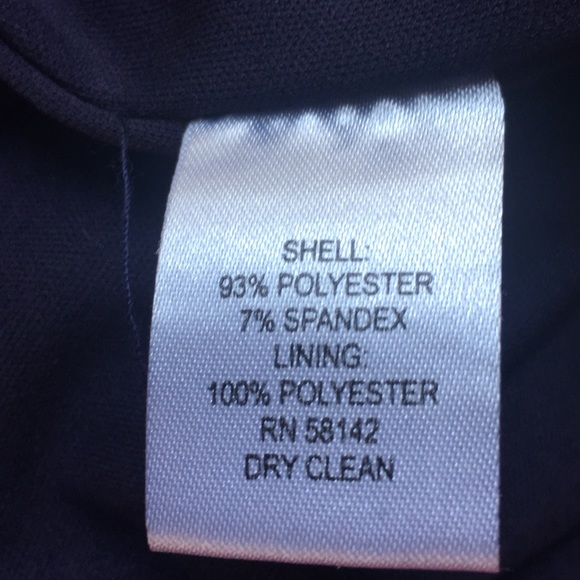 SHELL:
93% POLYESTER
7% SPANDEX
LINING:
100% POLYESTER
RN 58142
DRY CLEAN